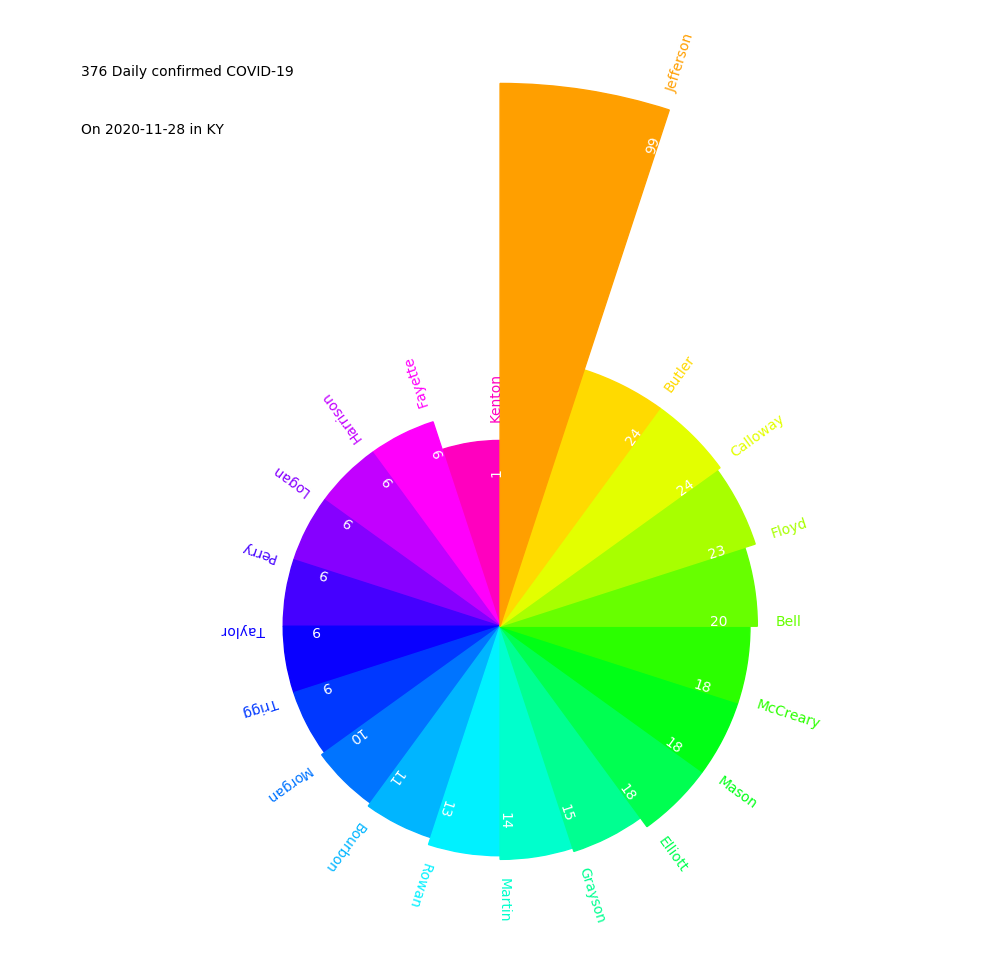 376 Daily confirmed COVID-19
On 2020-11-28 in KY
Jefferson
99
Butler
24
Calloway
24
Floyd
23
Bell
20
McCreary
18
Mason
18
Elliott
18
Grayson
15
Martin
14
Rowan
13
Bourbon
11
Morgan
10
Trigg
9
Taylor
9
Perry
9
Logan
9
Harrison
9
Fayette
9
Kenton
1